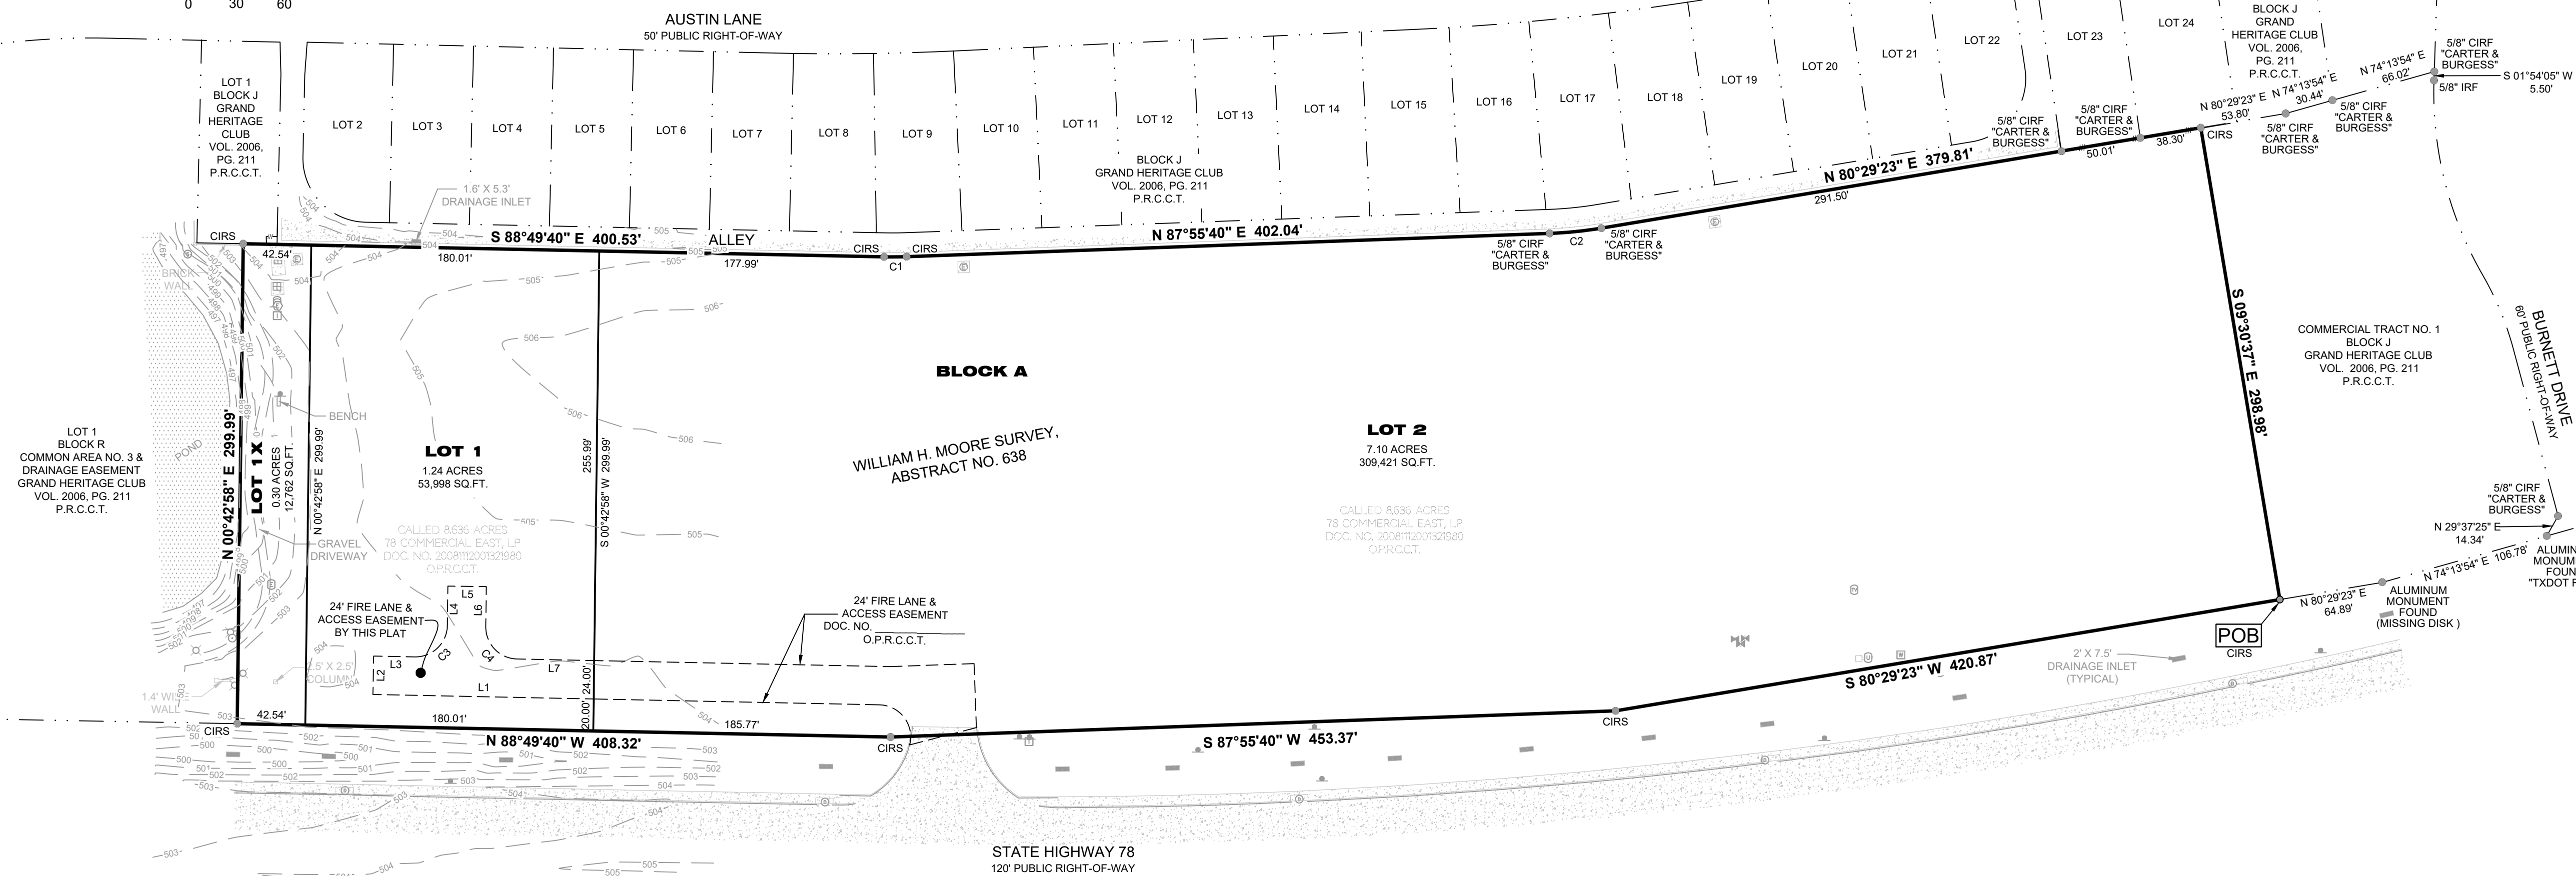 0 30 60
AUSTIN LANE
50' PUBLIC RIGHT-OF-WAY
LOT 1
BLOCK J
GRAND
HERITAGE
CLUB
VOL. 2006,
PG. 211
P.R.C.C.T.
LOT 2
LOT 3
LOT 4
LOT 5
LOT 6
LOT 7
LOT 8
LOT 9
LOT 10
LOT 11
LOT 12
LOT 13
LOT 14
LOT 15
LOT 16
LOT 17
LOT 18
LOT 19
LOT 20
LOT 21
LOT 22
LOT 23
LOT 24
BLOCK J
GRAND HERITAGE CLUB
VOL. 2006, PG. 211
P.R.C.C.T.
BLOCK J
GRAND
HERITAGE CLUB
VOL. 2006,
PG. 211
P.R.C.C.T.
N 74°13'54" E
66.02'
5/8" CIRF
"CARTER &
BURGESS"
S 01°54'05" W
5.50'
5/8" IRF
N 74°13'54" E
30.44'
5/8" CIRF
"CARTER &
BURGESS"
N 80°29'23" E
53.80'
5/8" CIRF
"CARTER &
BURGESS"
CIRS
5/8" CIRF
"CARTER &
BURGESS"
38.30'
5/8" CIRF
"CARTER &
BURGESS"
50.01'
N 80°29'23" E 379.81'
291.50'
1.6' X 5.3'
DRAINAGE INLET
CIRS
S 88°49'40" E 400.53'
ALLEY
42.54'
180.01'
177.99'
CIRS
C1
CIRS
N 87°55'40" E 402.04'
5/8" CIRF
"CARTER &
BURGESS"
C2
5/8" CIRF
"CARTER &
BURGESS"
BRICK
WALL
POND
BENCH
GRAVEL
DRIVEWAY
LOT 1
BLOCK R
COMMON AREA NO. 3 &
DRAINAGE EASEMENT
GRAND HERITAGE CLUB
VOL. 2006, PG. 211
P.R.C.C.T.
N 00°42'58" E 299.99'
LOT 1X
0.30 ACRES
12,762 SQ.FT.
N 00°42'58" E 299.99'
LOT 1
1.24 ACRES
53,998 SQ.FT.
CALLED 8.636 ACRES
78 COMMERCIAL EAST, LP
DOC. NO. 20081112001321980
O.P.R.C.C.T.
255.99'
S 00°42'58" W 299.99'
BLOCK A
WILLIAM H. MOORE SURVEY,
ABSTRACT NO. 638
LOT 2
7.10 ACRES
309,421 SQ.FT.
CALLED 8.636 ACRES
78 COMMERCIAL EAST, LP
DOC. NO. 20081112001321980
O.P.R.C.C.T.
S 09°30'37" E 298.98'
COMMERCIAL TRACT NO. 1
BLOCK J
GRAND HERITAGE CLUB
VOL. 2006, PG. 211
P.R.C.C.T.
BURNETT DRIVE
60' PUBLIC RIGHT-OF-WAY
5/8" CIRF
"CARTER &
BURGESS"
N 29°37'25" E
14.34'
N 74°13'54" E 106.78'
N 80°29'23" E
64.89'
ALUMINUM
MONUMENT
FOUND
(MISSING DISK )
POB
CIRS
24' FIRE LANE &
ACCESS EASEMENT
BY THIS PLAT
L5
L4
L6
C3
C4
L3
L2
L1
L7
24' FIRE LANE &
ACCESS EASEMENT
DOC. NO.
O.P.R.C.C.T.
24.00'
20.00'
2.5' X 2.5'
COLUMN
WALL
CIRS
42.54'
180.01'
185.77'
N 88°49'40" W 408.32'
CIRS
S 87°55'40" W 453.37'
CIRS
S 80°29'23" W 420.87'
2' X 7.5'
DRAINAGE INLET
(TYPICAL)
STATE HIGHWAY 78
120' PUBLIC RIGHT-OF-WAY